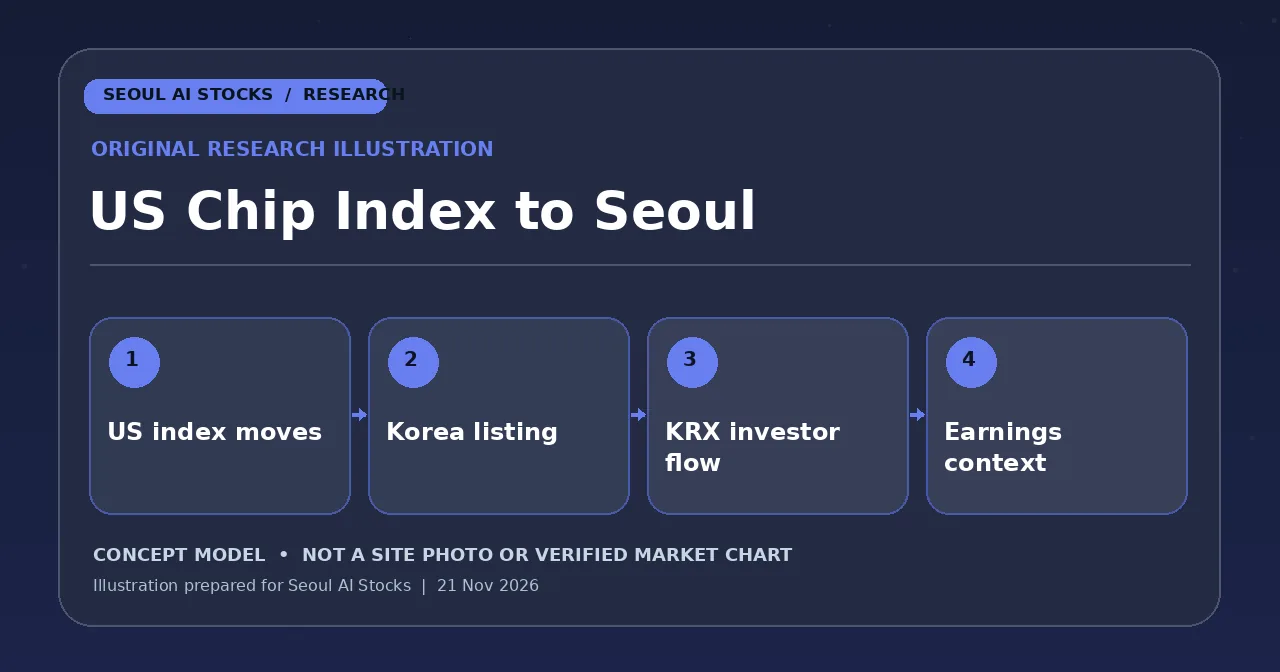 SEOUL AI STOCKS / RESEARCH
ORIGINAL RESEARCH ILLUSTRATION
US Chip Index to Seoul
1
US index moves
2
Korea listing
3
KRX investor
flow
4
Earnings
context
CONCEPT MODEL • NOT A SITE PHOTO OR VERIFIED MARKET CHART
Illustration prepared for Seoul AI Stocks | 21 Nov 2026